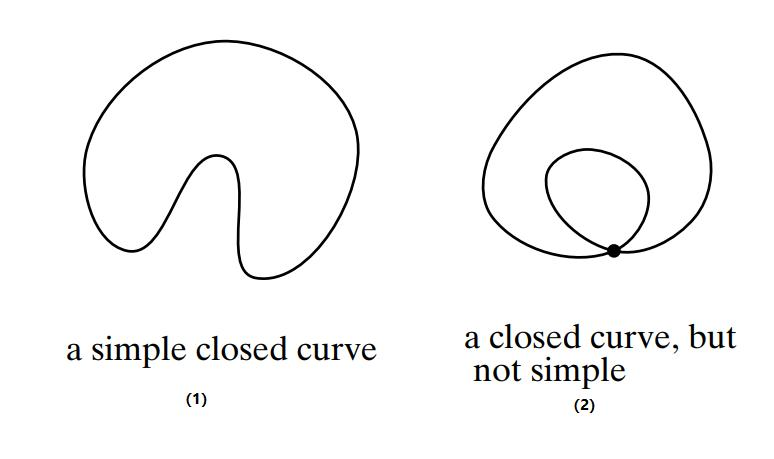 a simple closed curve
(1)
a closed curve, but
not simple
(2)